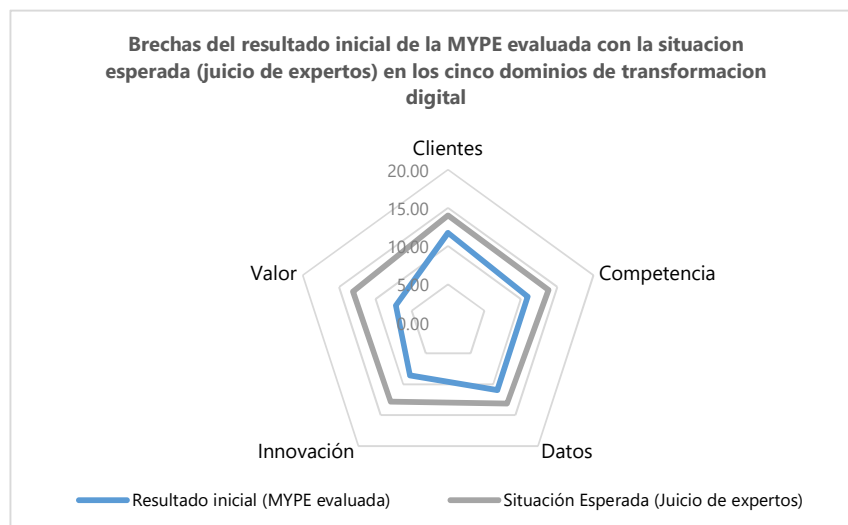 Brechas del resultado inicial de la MYPE evaluada con la situacion
esperada (juicio de expertos) en los cinco dominios de transformacion
digital
Clientes
20.00
15.00
10.00
5.00
0.00
Valor
Competencia
Innovación
Datos
Resultado inicial (MYPE evaluada)
Situación Esperada (Juicio de expertos)